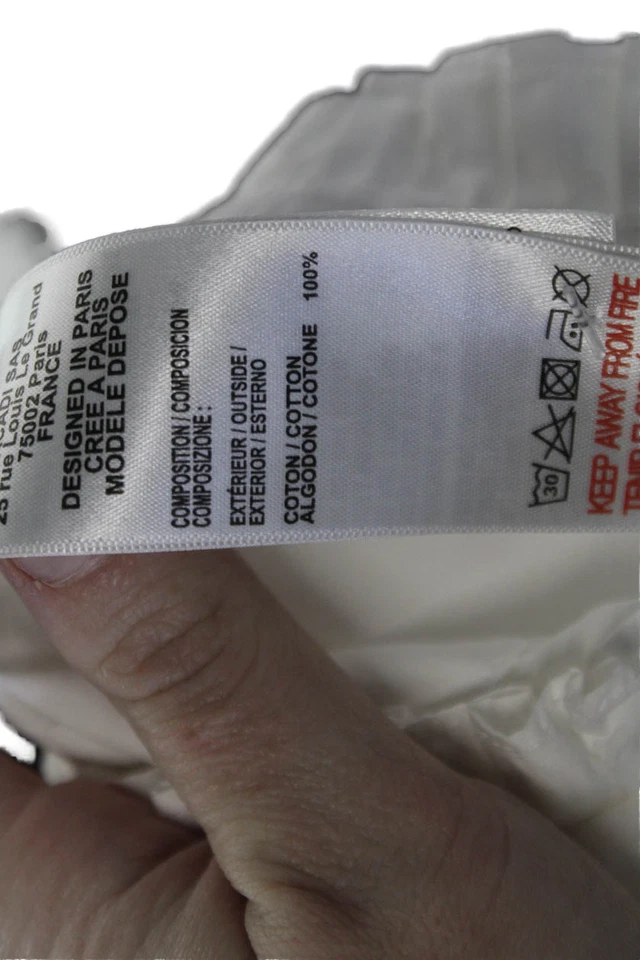 25 rue Louis Le Grand
75002 Paris
FRANCE
DESIGNED IN PARIS
CREE A PARIS
MODELE DEPOSE
COMPOSITION / COMPOSICION
COMPOSIZIONE :
EXTÉRIEUR / OUTSIDE /
EXTERIOR / ESTERNO
COTON / COTTON
ALGODON / COTONE 100%
30
KEEP AWAY FROM FIRE